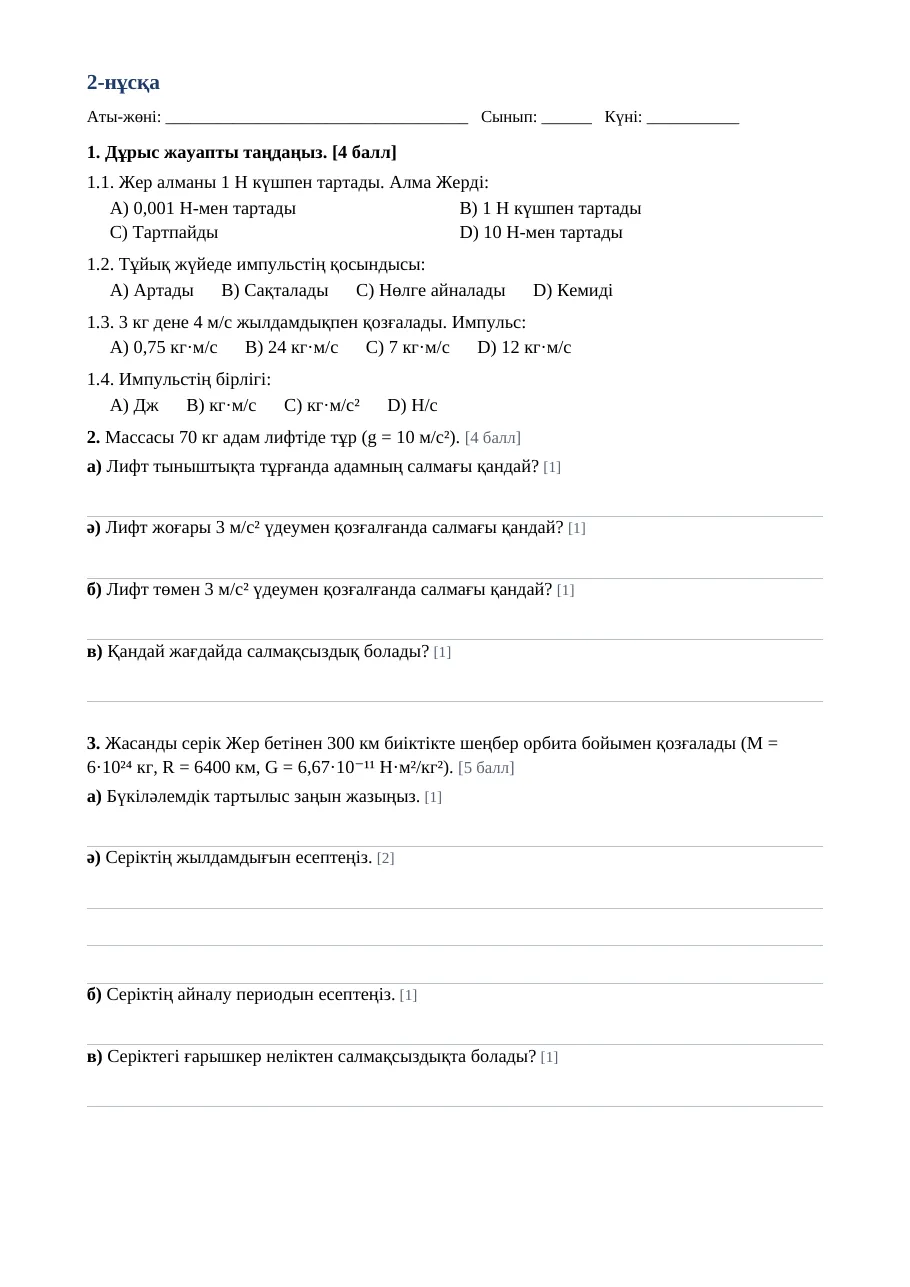 2-нұсқа
Аты-жөні: ____________________________________ Сынып: ______ Күні: ___________
1. Дұрыс жауапты таңдаңыз. [4 балл]
1.1. Жер алманы 1 Н күшпен тартады. Алма Жерді:
A) 0,001 Н-мен тартады B) 1 Н күшпен тартады
C) Тартпайды D) 10 Н-мен тартады
1.2. Тұйық жүйеде импульстің қосындысы:
A) Артады B) Сақталады C) Нөлге айналады D) Кемиді
1.3. 3 кг дене 4 м/с жылдамдықпен қозғалады. Импульс:
A) 0,75 кг·м/с B) 24 кг·м/с C) 7 кг·м/с D) 12 кг·м/с
1.4. Импульстің бірлігі:
A) Дж B) кг·м/с C) кг·м/с² D) Н/с
2. Массасы 70 кг адам лифтіде тұр (g = 10 м/с²). [4 балл]
а) Лифт тыныштықта тұрғанда адамның салмағы қандай? [1]
ә) Лифт жоғары 3 м/с² үдеумен қозғалғанда салмағы қандай? [1]
б) Лифт төмен 3 м/с² үдеумен қозғалғанда салмағы қандай? [1]
в) Қандай жағдайда салмақсыздық болады? [1]
3. Жасанды серік Жер бетінен 300 км биіктікте шеңбер орбита бойымен қозғалады (M =
6·10²⁴ кг, R = 6400 км, G = 6,67·10⁻¹¹ Н·м²/кг²). [5 балл]
а) Бүкіләлемдік тартылыс заңын жазыңыз. [1]
ә) Серіктің жылдамдығын есептеңіз. [2]
б) Серіктің айналу периодын есептеңіз. [1]
в) Серіктегі ғарышкер неліктен салмақсыздықта болады? [1]